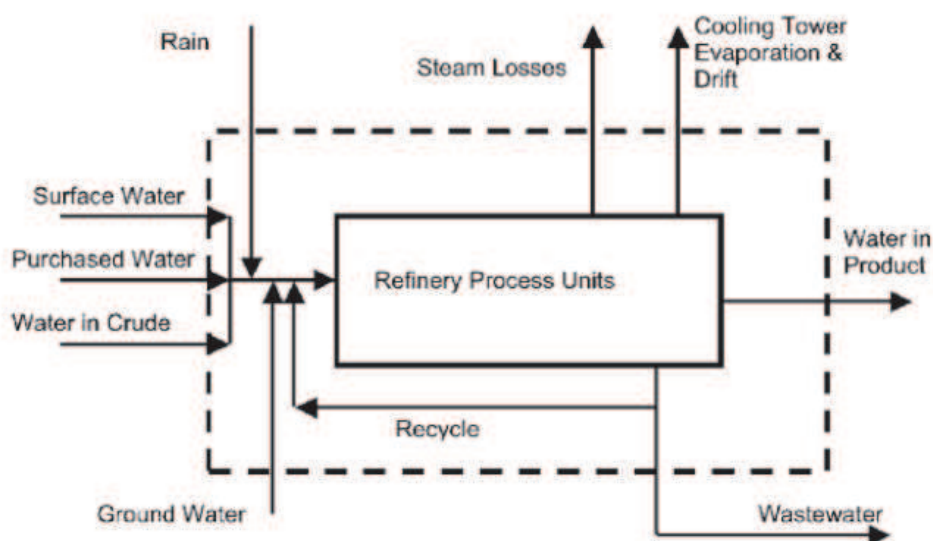 Rain
Steam Losses
Cooling Tower
Evaporation &
Drift
Surface Water
Purchased Water
Water in Crude
Refinery Process Units
Water in
Product
Recycle
Ground Water
Wastewater